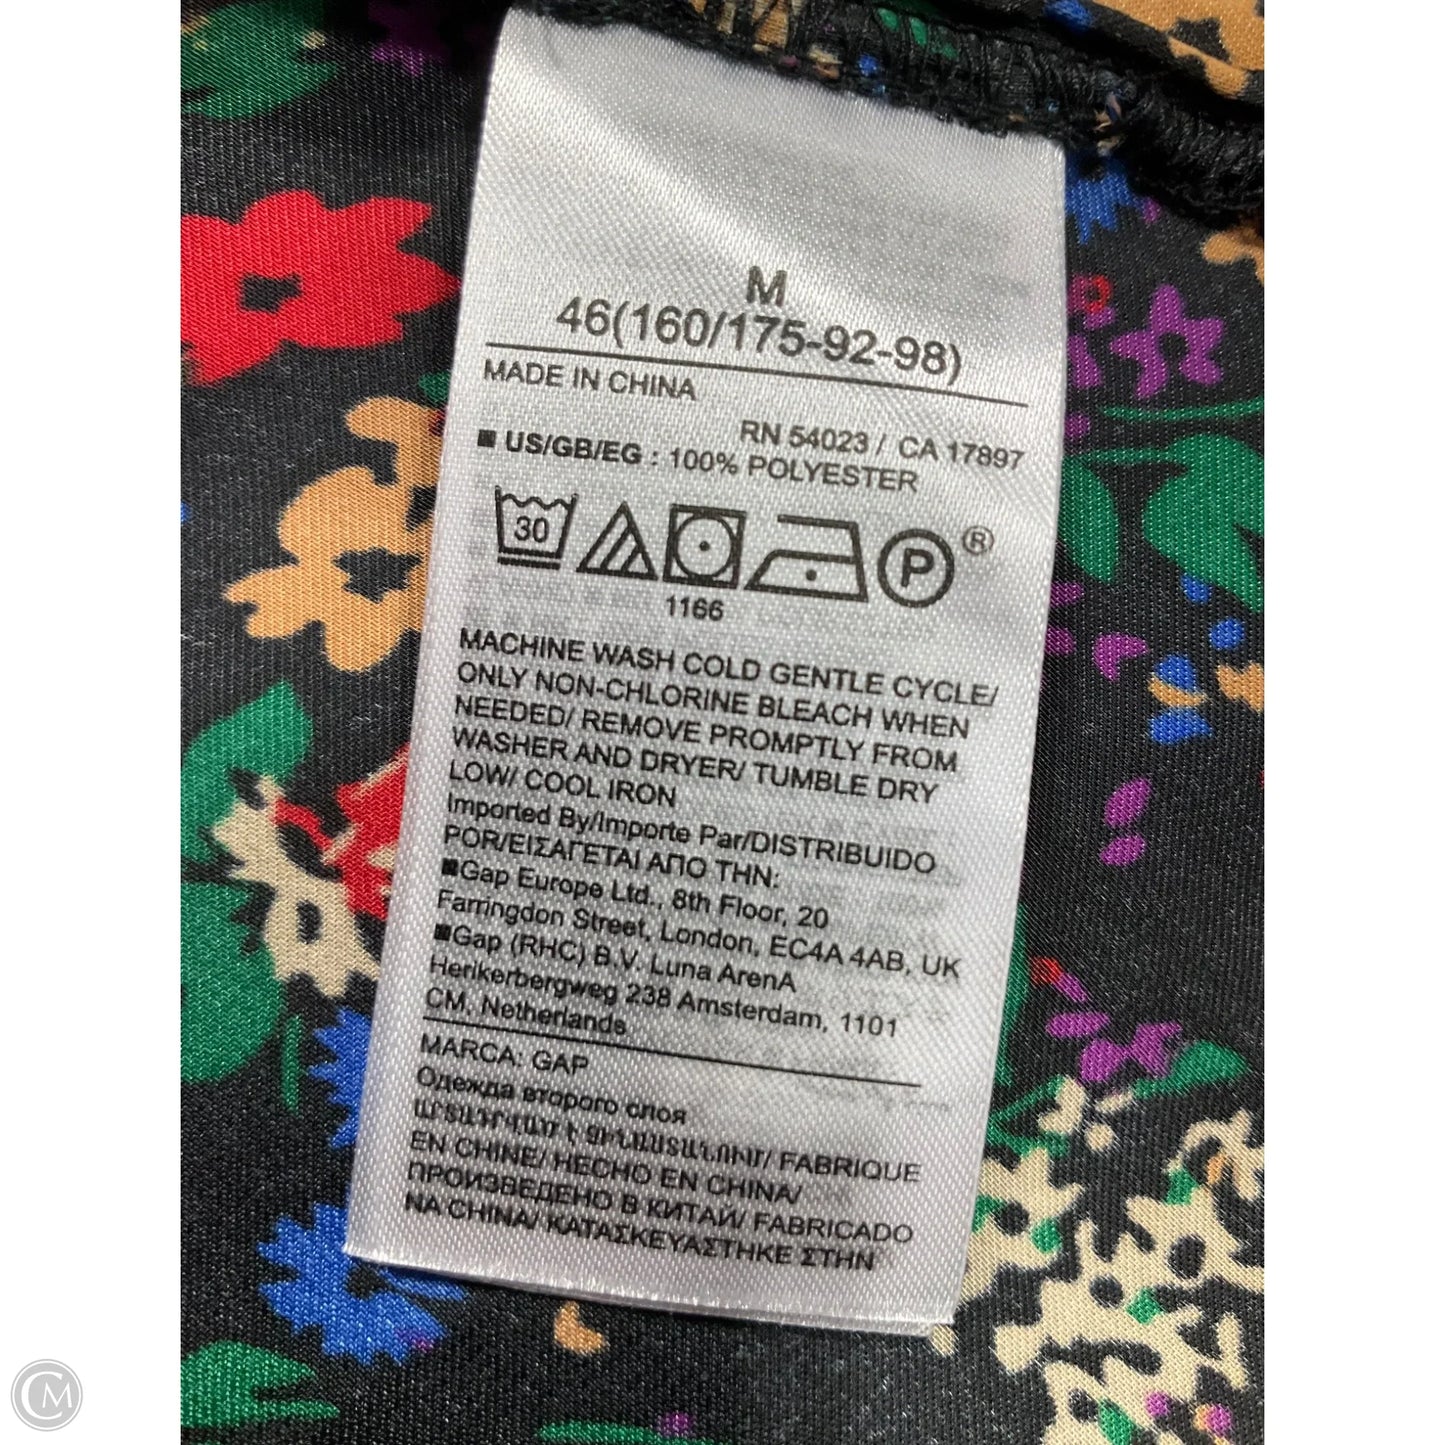 M
46(160/175-92-98)
MADE IN CHINA
RN 54023 / CA 17897
■ US/GB/EG : 100% POLYESTER
30
P
®
1166
MACHINE WASH COLD GENTLE CYCLE/
ONLY NON-CHLORINE BLEACH WHEN
NEEDED/ REMOVE PROMPTLY FROM
WASHER AND DRYER/ TUMBLE DRY
LOW/ COOL IRON
Imported By/Importe Par/DISTRIBUIDO
POR/ΕΙΣΑΓΕΤΑΙ ΑΠΟ ΤΗΝ:
■Gap Europe Ltd., 8th Floor, 20
Farringdon Street, London, EC4A 4AB, UK
■Gap (RHC) B.V. Luna ArenA
Herikerbergweg 238 Amsterdam, 1101
CM, Netherlands
MARCA: GAP
Одежда второго слоя
ԱՐՏԱԴՐՎԱԾ Է ՉԻՆԱՍՏԱՆՈՒՄ/ FABRIQUE
EN CHINE/ HECHO EN CHINA/
ПРОИЗВЕДЕНО В КИТАЙ/ FABRICADO
NA CHINA/ ΚΑΤΑΣΚΕΥΑΣΤΗΚΕ ΣΤΗΝ
CM